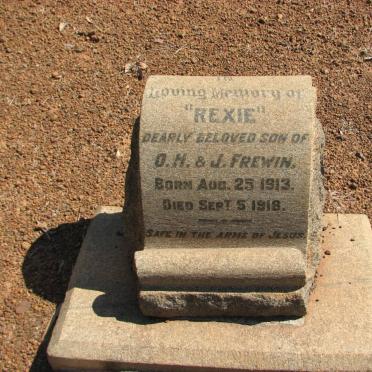 In
Loving Memory of
"REXIE"
DEARLY BELOVED SON OF
O. H. & J. FREWIN.
BORN AUG. 25 1913.
DIED SEPT 5 1918.
SAFE IN THE ARMS OF JESUS